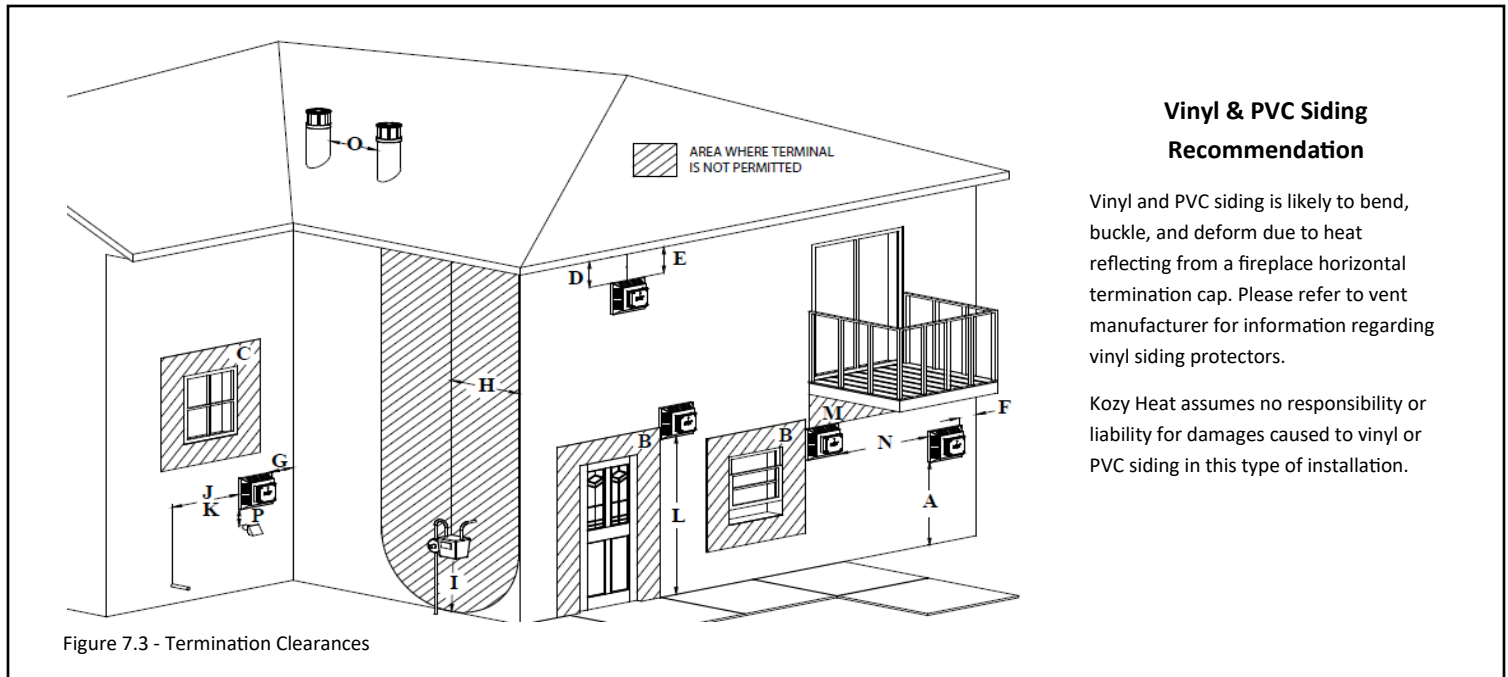 O
AREA WHERE TERMINAL
IS NOT PERMITTED
D
E
C
H
G
J
K
P
I
B
L
B
M
N
F
A
Figure 7.3 - Termination Clearances
Vinyl & PVC Siding
Recommendation
Vinyl and PVC siding is likely to bend,
buckle, and deform due to heat
reflecting from a fireplace horizontal
termination cap. Please refer to vent
manufacturer for information regarding
vinyl siding protectors.
Kozy Heat assumes no responsibility or
liability for damages caused to vinyl or
PVC siding in this type of installation.